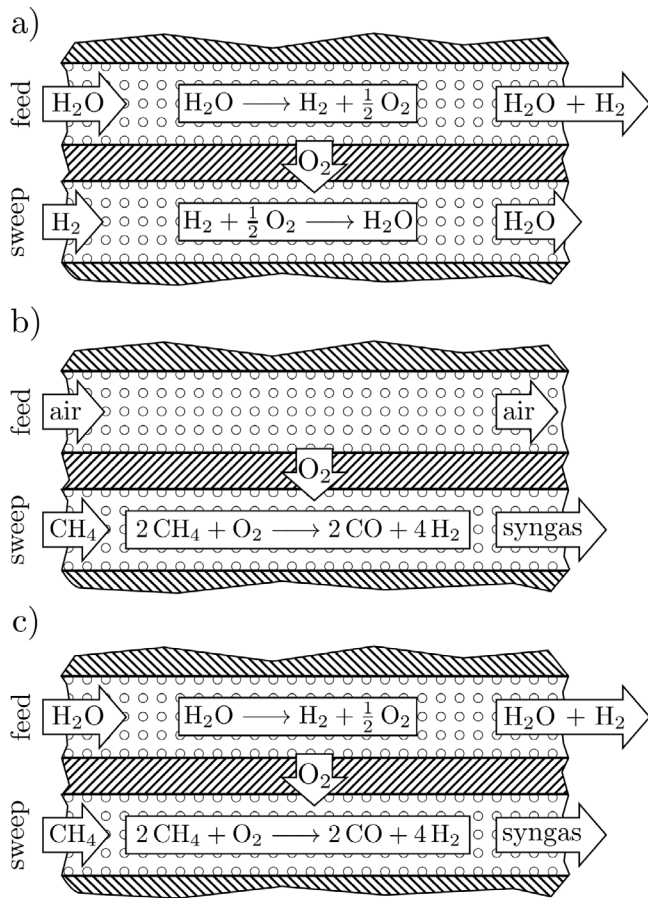 a)
feed
H₂O
H₂O ⟶ H₂ + ½ O₂
H₂O + H₂
O₂
sweep
H₂
H₂ + ½ O₂ ⟶ H₂O
H₂O
b)
feed
air
air
O₂
sweep
CH₄
2 CH₄ + O₂ ⟶ 2 CO + 4 H₂
syngas
c)
feed
H₂O
H₂O ⟶ H₂ + ½ O₂
H₂O + H₂
O₂
sweep
CH₄
2 CH₄ + O₂ ⟶ 2 CO + 4 H₂
syngas